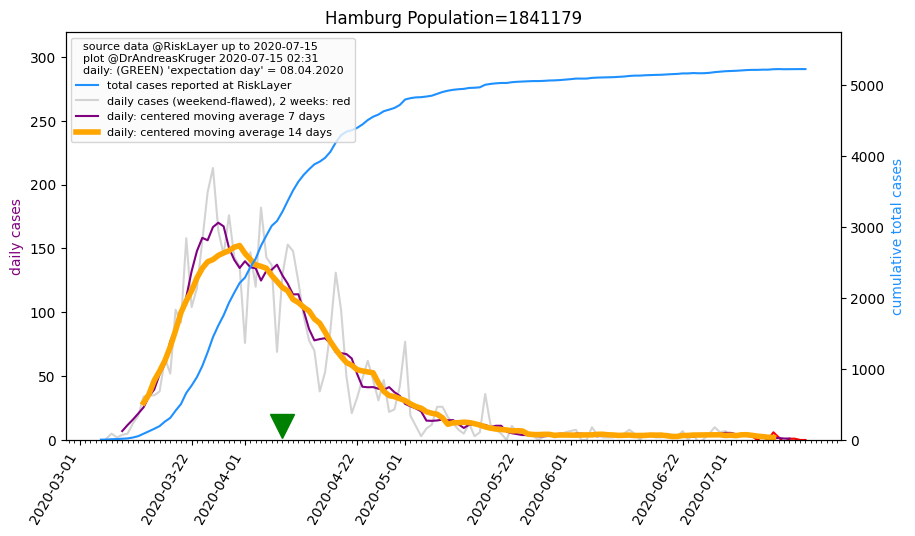 Hamburg Population=1841179
source data @RiskLayer up to 2020-07-15
plot @DrAndreasKruger 2020-07-15 02:31
daily: (GREEN) 'expectation day' = 08.04.2020
total cases reported at RiskLayer
daily cases (weekend-flawed), 2 weeks: red
daily: centered moving average 7 days
daily: centered moving average 14 days
300
250
200
150
100
50
0
daily cases
5000
4000
3000
2000
1000
0
cumulative total cases
2020-03-01
2020-03-22
2020-04-01
2020-04-22
2020-05-01
2020-05-22
2020-06-01
2020-06-22
2020-07-01